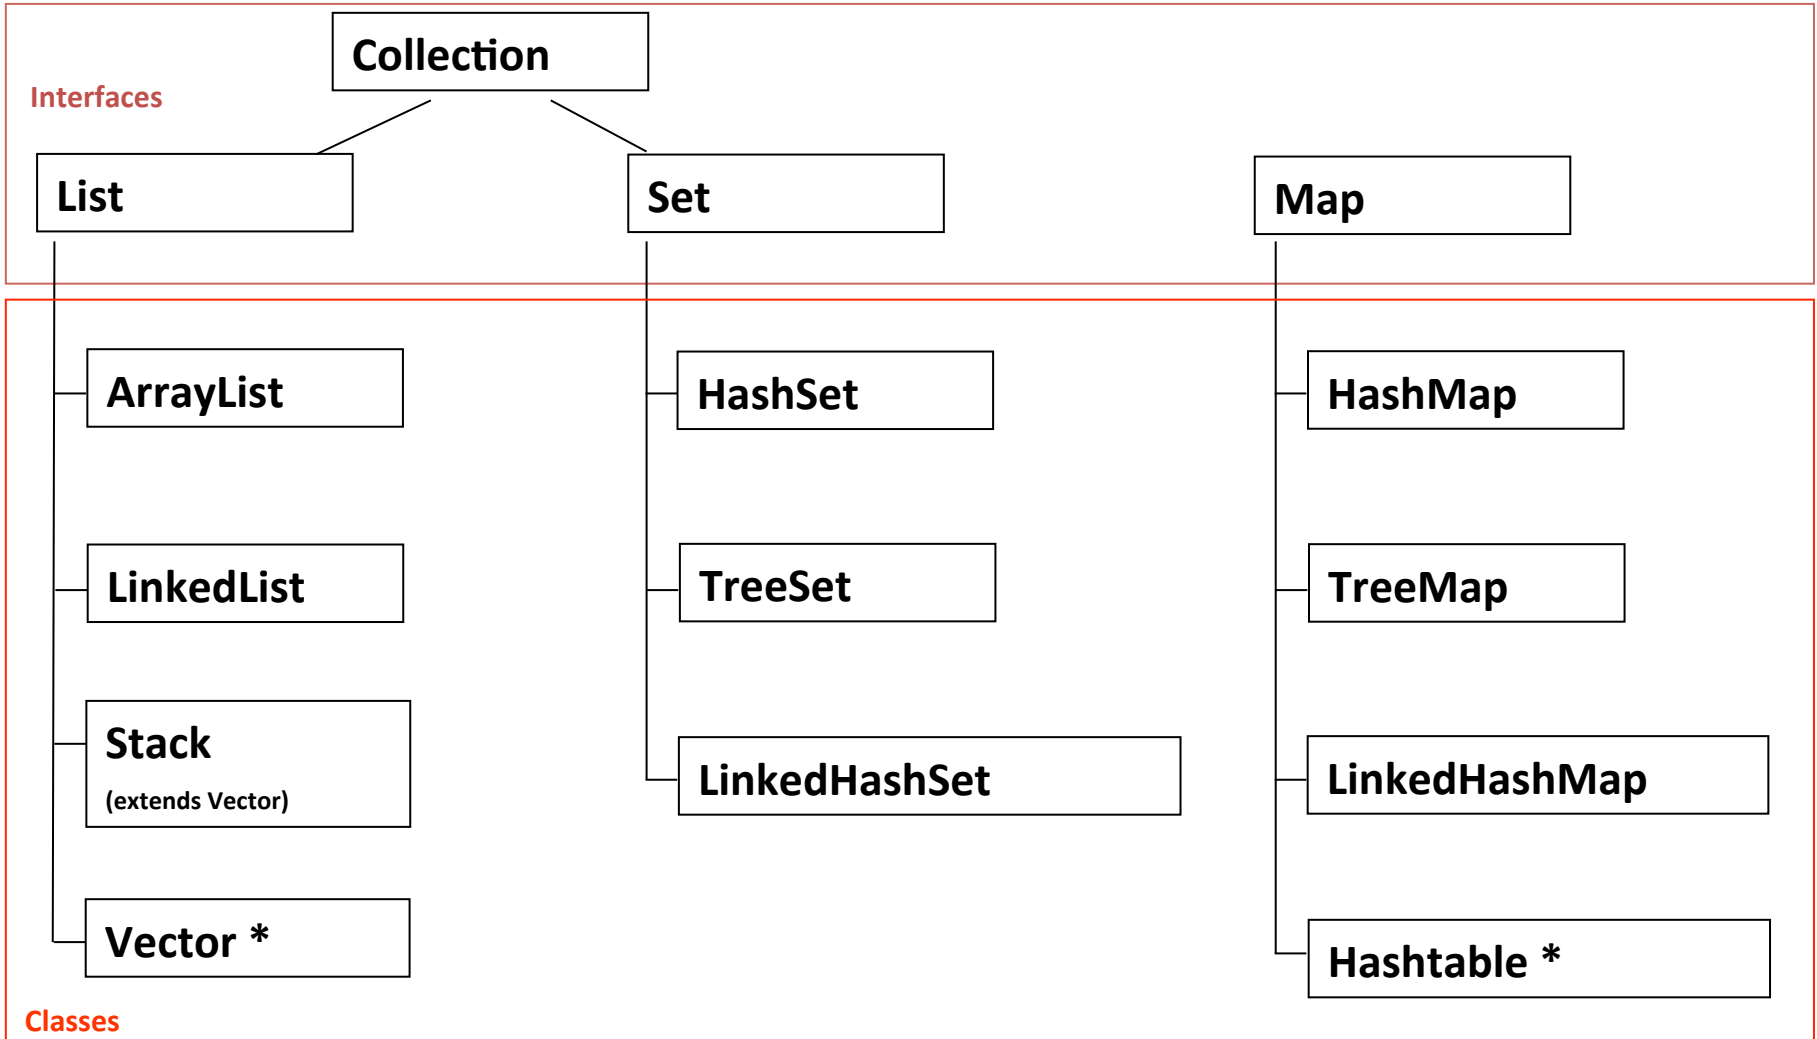 Collection
Interfaces
List
Set
Map
ArrayList
HashSet
HashMap
LinkedList
TreeSet
TreeMap
Stack
(extends Vector)
LinkedHashSet
LinkedHashMap
Vector *
Hashtable *
Classes